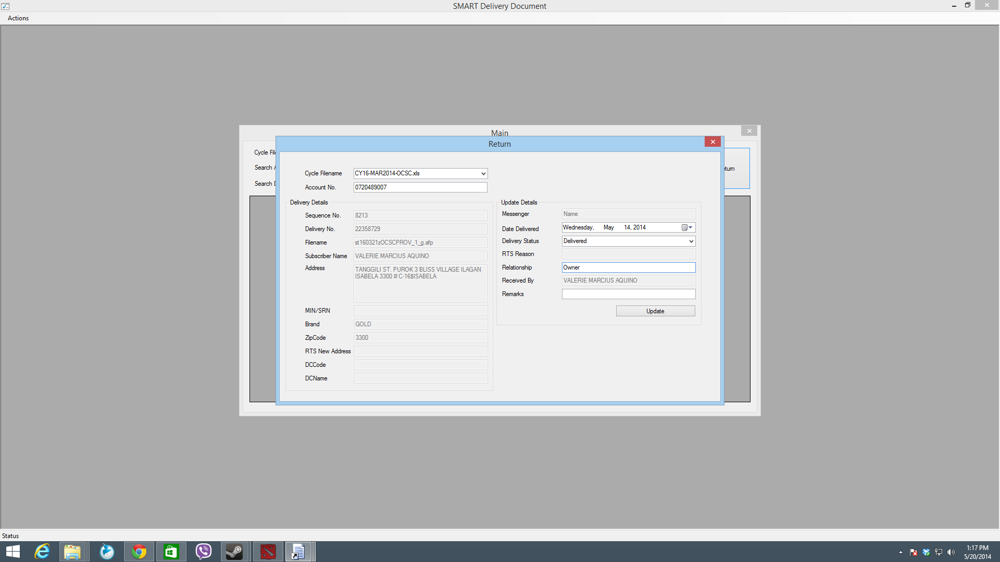 SMART Delivery Document
Actions
Main
Return
Cycle Fil
Search A
Search D
eturn
Cycle Filename CY16-MAR2014-OCSC.xls
Account No. 0720489007
Delivery Details
Sequence No. 8213
Delivery No. 22358729
Filename st160321zOCSCPROV_1_g.afp
Subscriber Name VALERIE MARCIUS AQUINO
Address TANGGILI ST. PUROK 3 BLISS VILLAGE ILAGAN
ISABELA 3300 # C-16$ISABELA
MIN/SRN
Brand GOLD
ZipCode 3300
RTS New Address
DCCode
DCName
Update Details
Messenger Name
Date Delivered Wednesday, May 14, 2014
Delivery Status Delivered
RTS Reason
Relationship Owner
Received By VALERIE MARCIUS AQUINO
Remarks
Update
Status
1:17 PM
5/20/2014